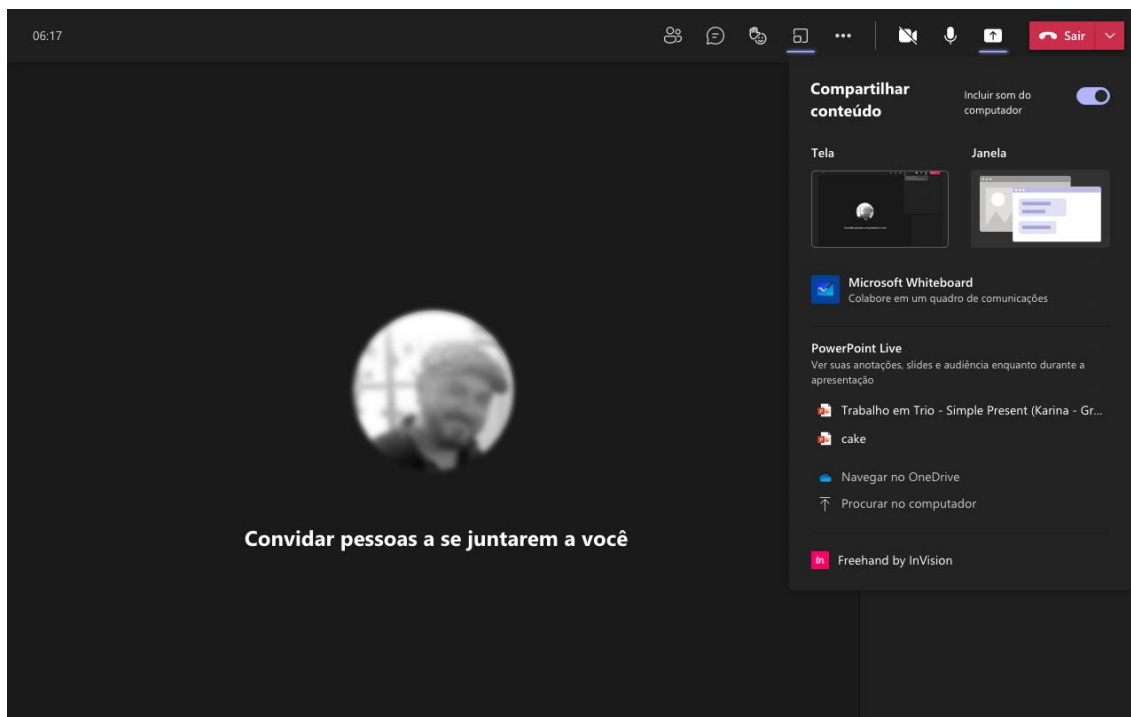 06:17
Sair
Compartilhar
conteúdo
Incluir som do
computador
Tela
Janela
Microsoft Whiteboard
Colabore em um quadro de comunicações
PowerPoint Live
Ver suas anotações, slides e audiência enquanto durante a
apresentação
Trabalho em Trio - Simple Present (Karina - Gr...
cake
Navegar no OneDrive
Procurar no computador
In
Freehand by InVision
Convidar pessoas a se juntarem a você